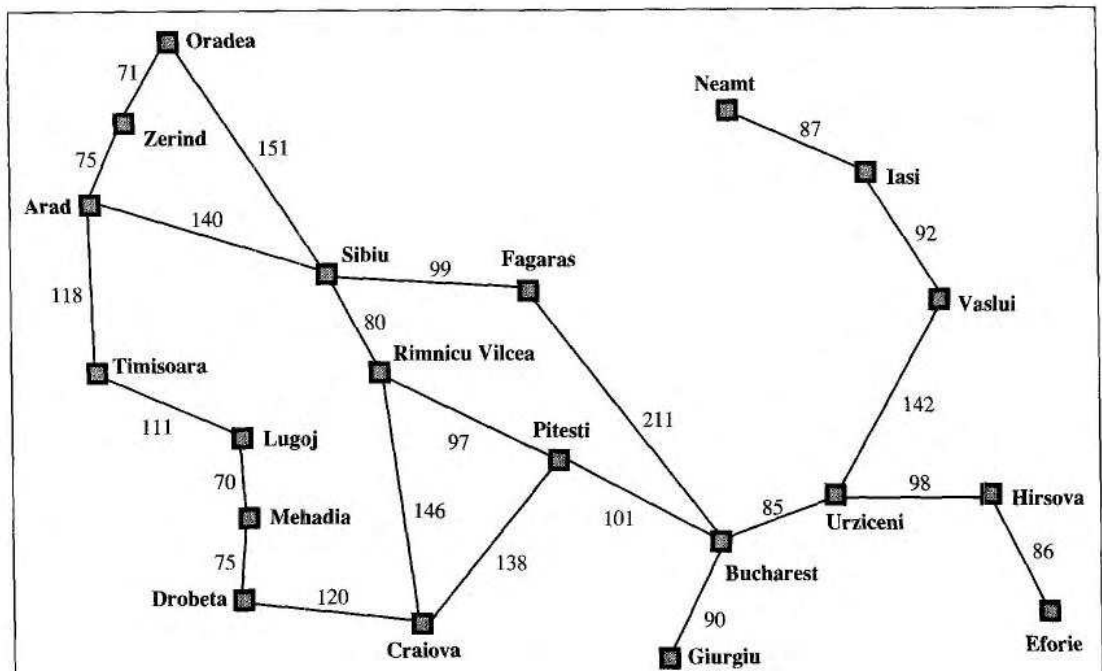 Oradea
71
Neamt
87
Zerind
75
151
Iasi
Arad
140
92
Sibiu
99
Fagaras
118
80
Vaslui
Rimnicu Vilcea
Timisoara
142
211
111
Lugoj
97
Pitesti
70
98
Hirsova
Mehadia
146
101
85
Urziceni
86
75
138
Bucharest
Drobeta
120
90
Craiova
Giurgiu
Eforie